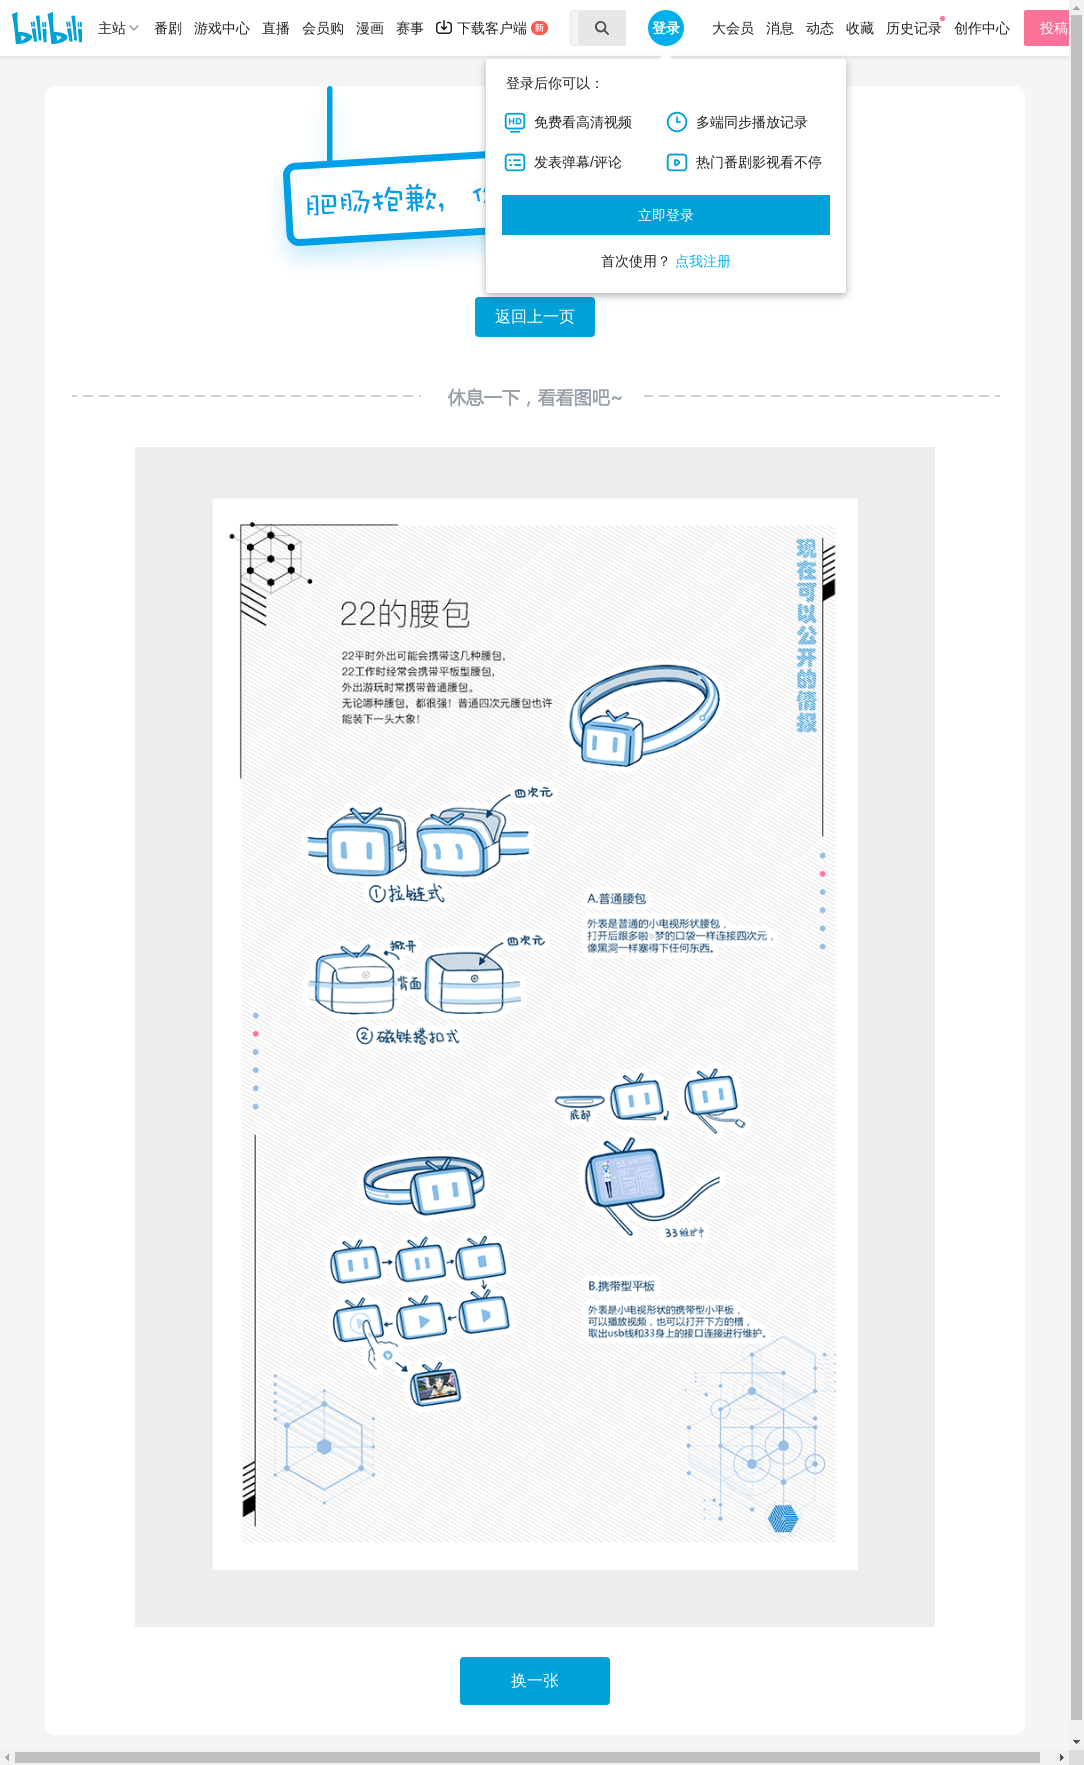 bilibili 主站 番剧 游戏中心 直播 会员购 漫画 赛事 下载客户端 新 登录 大会员 消息 动态 收藏 历史记录 创作中心 投稿
登录后你可以：
HD 免费看高清视频 多端同步播放记录
发表弹幕/评论 热门番剧影视看不停
立即登录
首次使用？ 点我注册
肥肠抱歉，
返回上一页
休息一下，看看图吧~
现在可以公开的情报
22的腰包
22平时外出可能会携带这几种腰包，
22工作时经常会携带平板型腰包，
外出游玩时常携带普通腰包。
无论哪种腰包，都很强！普通四次元腰包也许
能装下一头大象！
四次元
①拉链式
A.普通腰包
外表是普通的小电视形状腰包，
打开后跟多啦○梦的口袋一样连接四次元，
像黑洞一样塞得下任何东西。
掀开
四次元
背面
②磁铁搭扣式
底部
33维护中
B.携带型平板
外表是小电视形状的携带型小平板，
可以播放视频，也可以打开下方的槽，
取出usb线和33身上的接口连接进行维护。
换一张